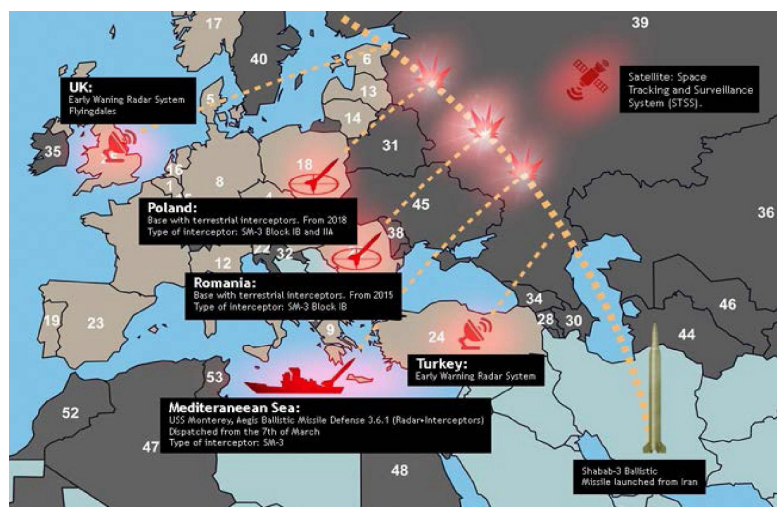 17
39
40
6
UK:
Early Waning Radar System
Flyingdales
5
13
Satellite: Space
Tracking and Surveillance
System (STSS).
14
35
16
18
31
1
8
Poland:
Base with terrestrial interceptors. From 2018
Type of interceptor: SM-3 Block IB and IIA
45
36
38
22
32
12
Romania:
Base with terrestrial interceptors. From 2015
Type of interceptor: SM-3 Block IB
19
23
9
24
34
28
30
46
44
Turkey:
Early Warning Radar System
53
52
47
Mediteraneean Sea:
USS Monterey, Aegis Ballistic Missile Defense 3.6.1 (Radar+Interceptors)
Dispatched from the 7th of March
Type of interceptor: SM-3
48
Shabab-3 Ballistic
Missile launched from Iran